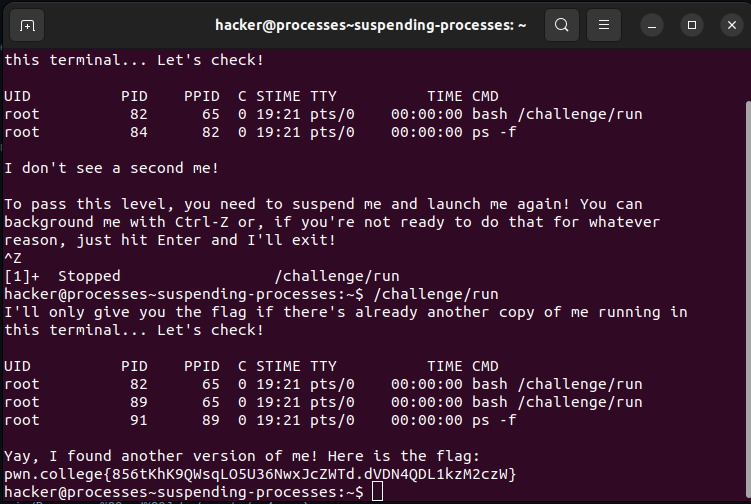 hacker@processes~suspending-processes: ~
this terminal... Let's check!
UID          PID    PPID  C STIME TTY          TIME CMD
root          82      65  0 19:21 pts/0    00:00:00 bash /challenge/run
root          84      82  0 19:21 pts/0    00:00:00 ps -f
I don't see a second me!
To pass this level, you need to suspend me and launch me again! You can
background me with Ctrl-Z or, if you're not ready to do that for whatever
reason, just hit Enter and I'll exit!
^Z
[1]+  Stopped                 /challenge/run
hacker@processes~suspending-processes:~$ /challenge/run
I'll only give you the flag if there's already another copy of me running in
this terminal... Let's check!
UID          PID    PPID  C STIME TTY          TIME CMD
root          82      65  0 19:21 pts/0    00:00:00 bash /challenge/run
root          89      65  0 19:21 pts/0    00:00:00 bash /challenge/run
root          91      89  0 19:21 pts/0    00:00:00 ps -f
Yay, I found another version of me! Here is the flag:
pwn.college{856tKhK9QWsqLO5U36NwxJcZWTd.dVDN4QDL1kzM2czW}
hacker@processes~suspending-processes:~$